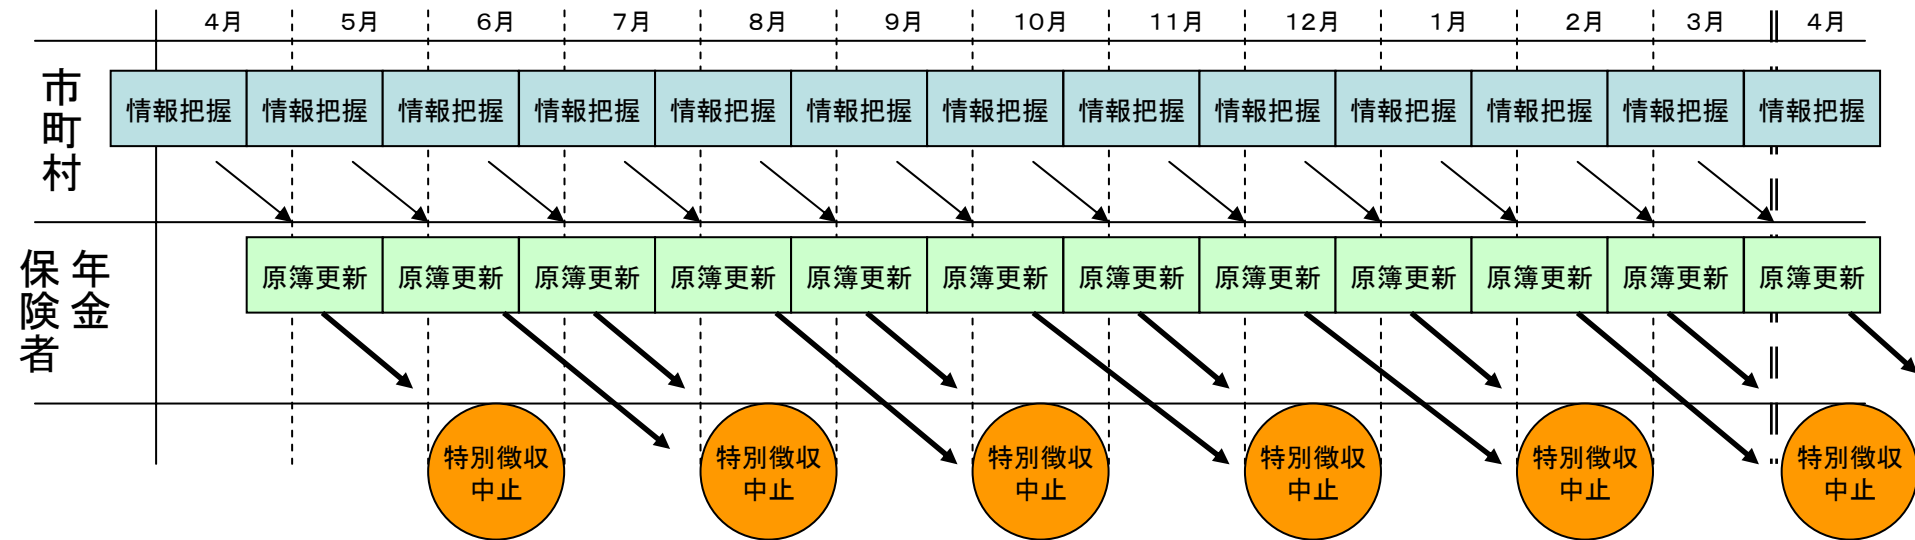 4月 5月 6月 7月 8月 9月 10月 11月 12月 1月 2月 3月 4月
市町村
情報把握 情報把握 情報把握 情報把握 情報把握 情報把握 情報把握 情報把握 情報把握 情報把握 情報把握 情報把握 情報把握
年金
保険者
原簿更新 原簿更新 原簿更新 原簿更新 原簿更新 原簿更新 原簿更新 原簿更新 原簿更新 原簿更新 原簿更新 原簿更新
特別徴収
中止
特別徴収
中止
特別徴収
中止
特別徴収
中止
特別徴収
中止
特別徴収
中止